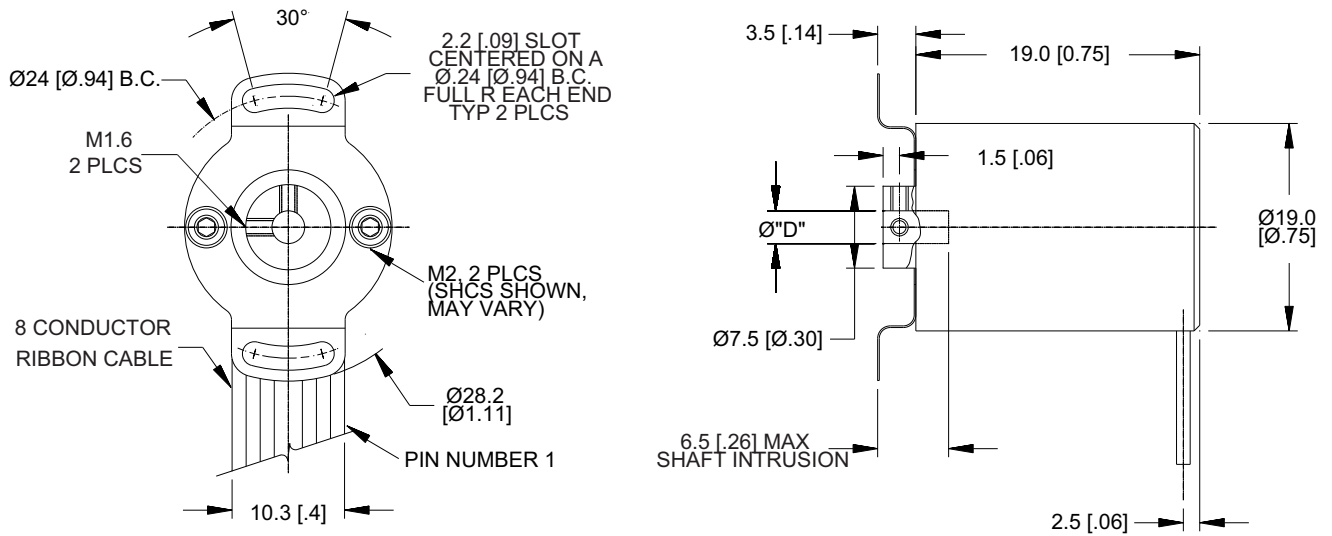 30°
2.2 [.09] SLOT
CENTERED ON A
Ø.24 [Ø.94] B.C.
FULL R EACH END
TYP 2 PLCS
Ø24 [Ø.94] B.C.
M1.6
2 PLCS
M2, 2 PLCS
(SHCS SHOWN,
MAY VARY)
8 CONDUCTOR
RIBBON CABLE
Ø28.2
[Ø1.11]
PIN NUMBER 1
10.3 [.4]
3.5 [.14]
19.0 [0.75]
1.5 [.06]
Ø"D"
Ø19.0
[Ø.75]
Ø7.5 [Ø.30]
6.5 [.26] MAX
SHAFT INTRUSION
2.5 [.06]